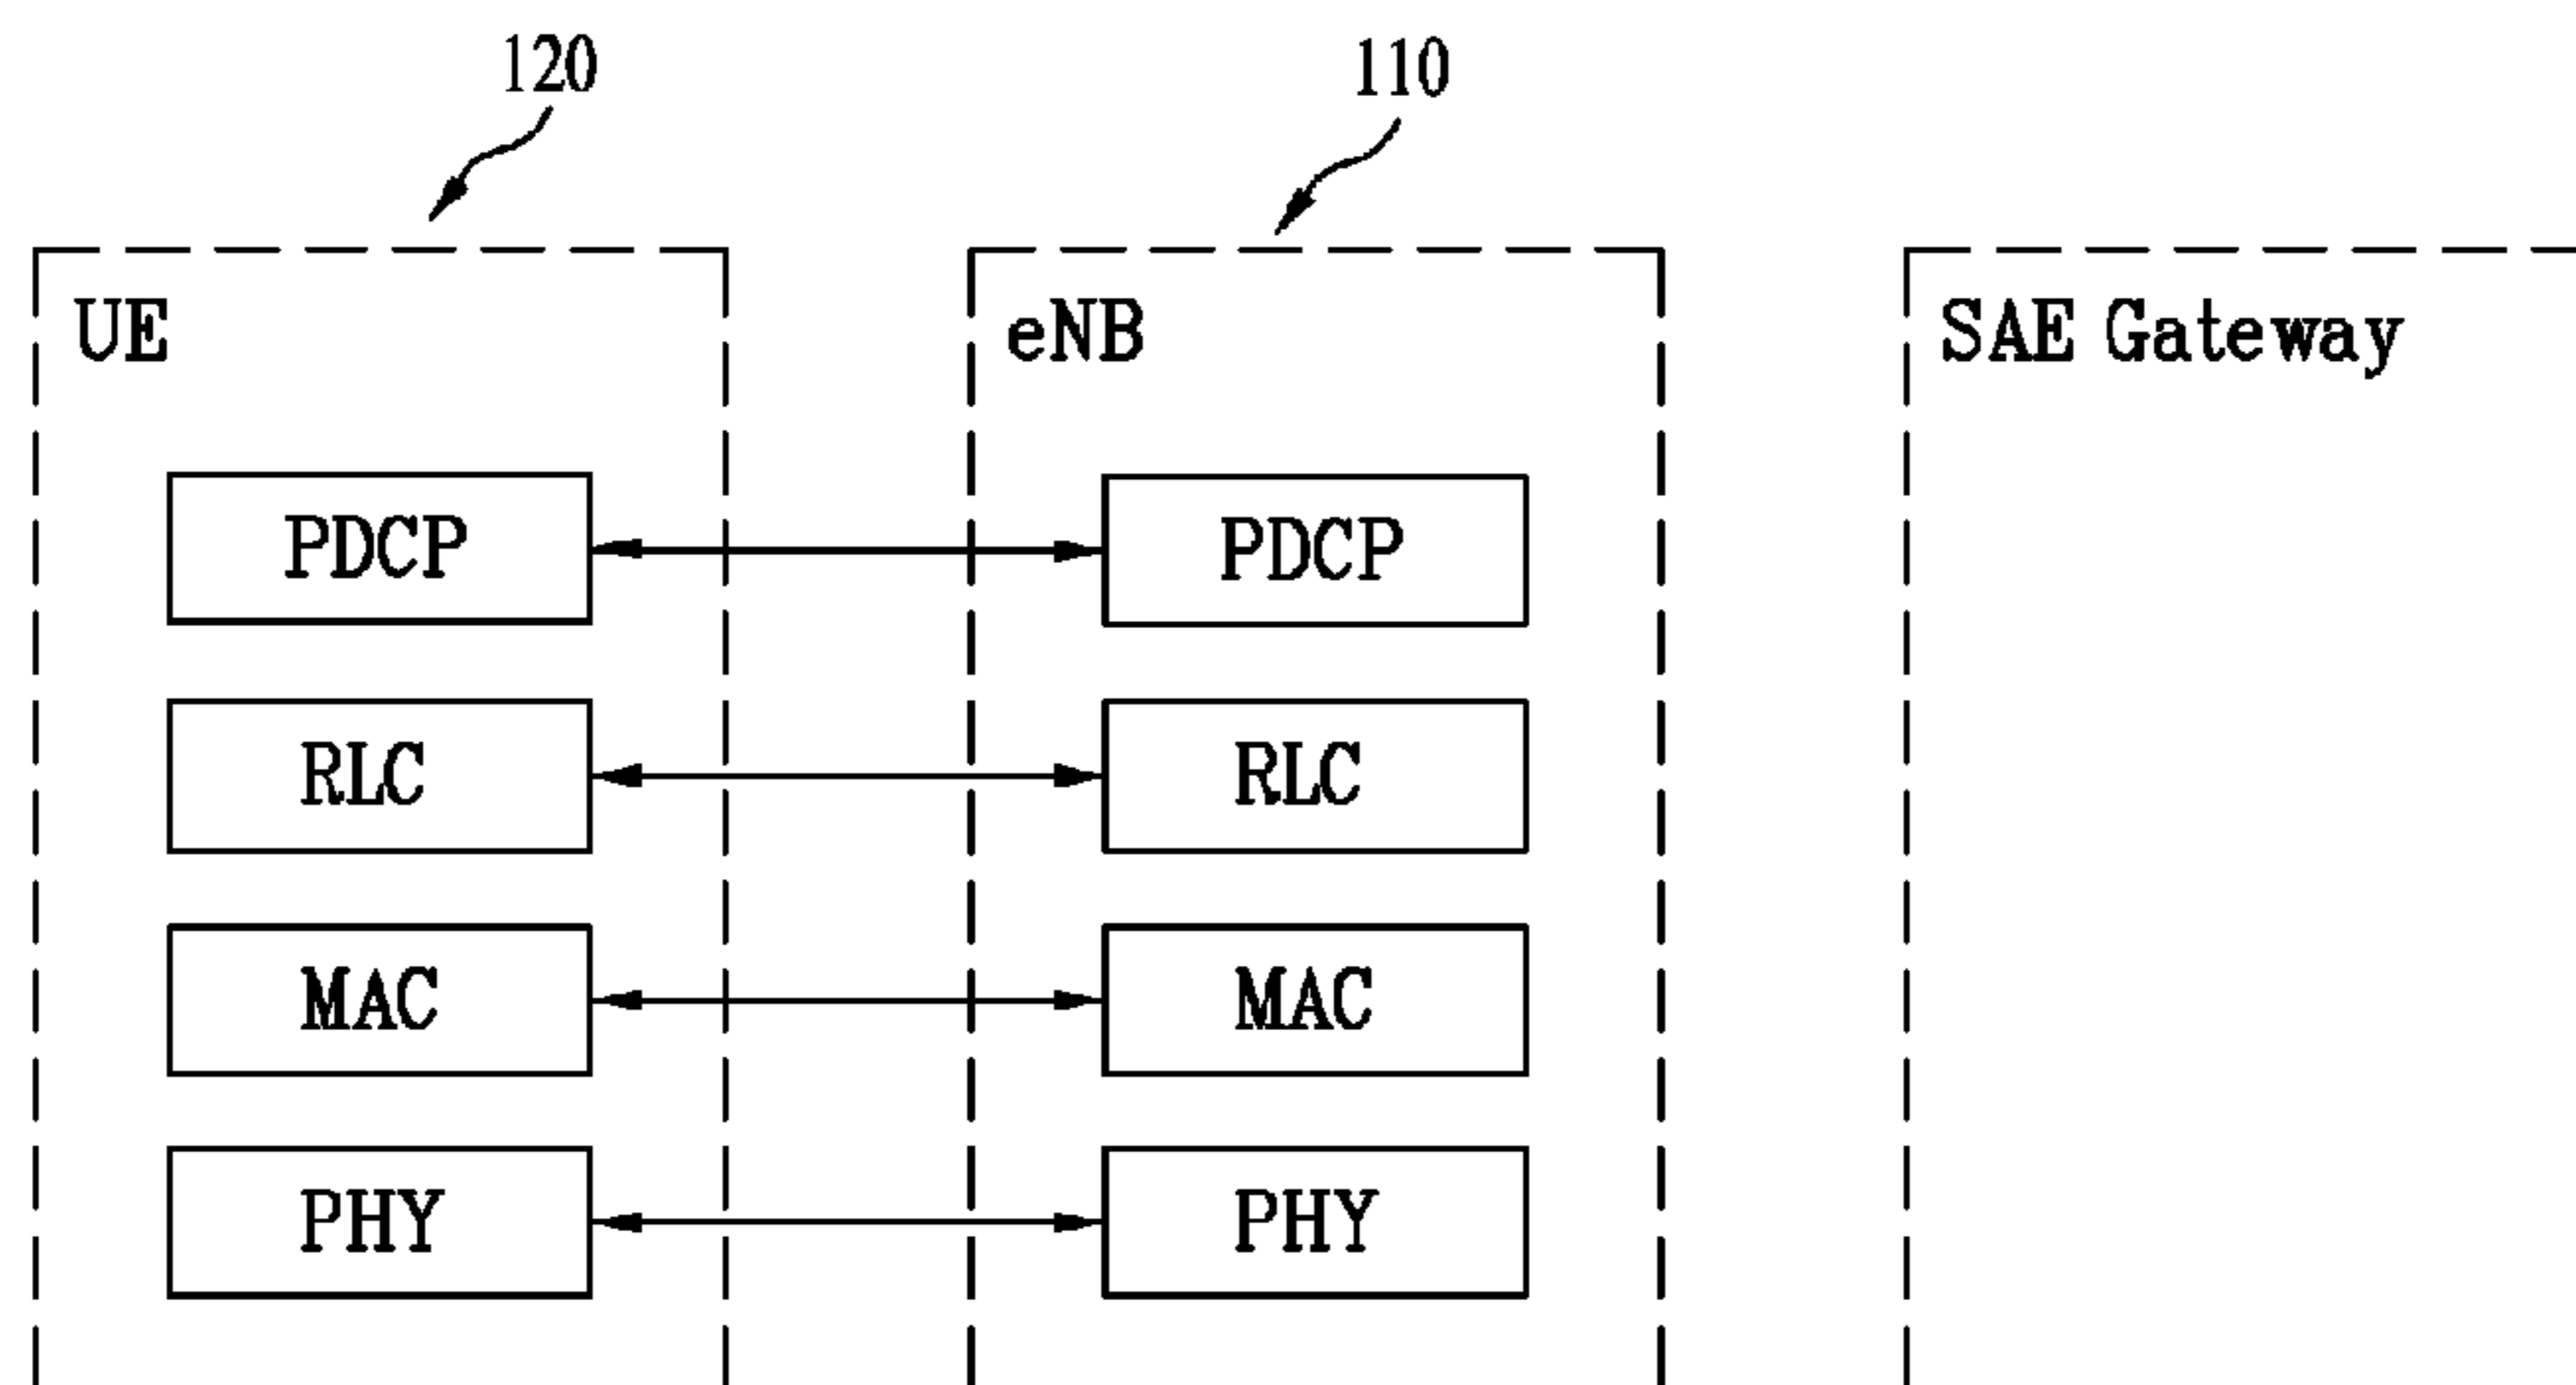 120 110
UE eNB SAE Gateway
PDCP PDCP
RLC RLC
MAC MAC
PHY PHY